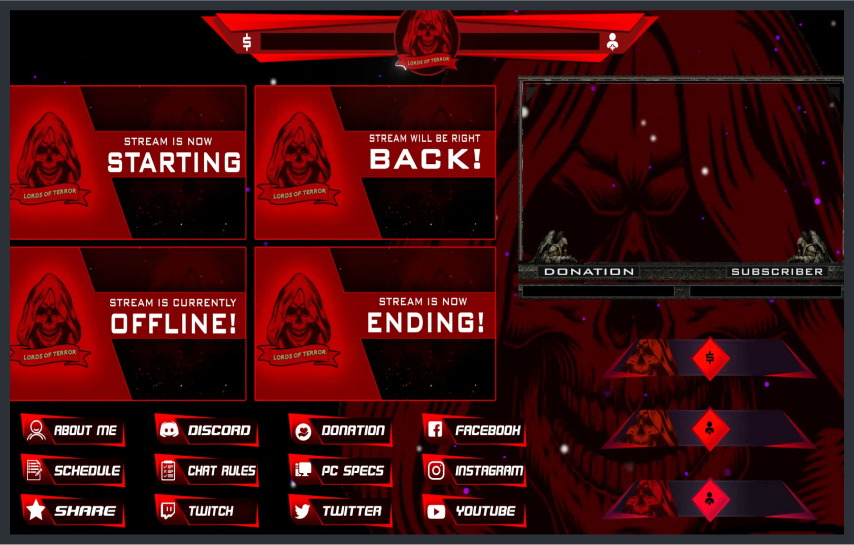 $
LORDS OF TERROR
STREAM IS NOW
STARTING
LORDS OF TERROR
STREAM WILL BE RIGHT
BACK!
LORDS OF TERROR
STREAM IS CURRENTLY
OFFLINE!
LORDS OF TERROR
STREAM IS NOW
ENDING!
LORDS OF TERROR
DONATION
SUBSCRIBER
$
ABOUT ME
DISCORD
DONATION
FACEBOOK
SCHEDULE
CHAT RULES
PC SPECS
INSTAGRAM
SHARE
TWITCH
TWITTER
YOUTUBE